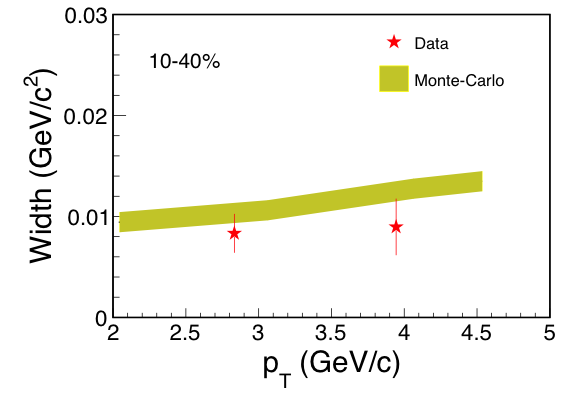 0.03
10-40%
Data
Monte-Carlo
0.02
Width (GeV/c²)
0.01
0
2 2.5 3 3.5 4 4.5 5
p_T (GeV/c)